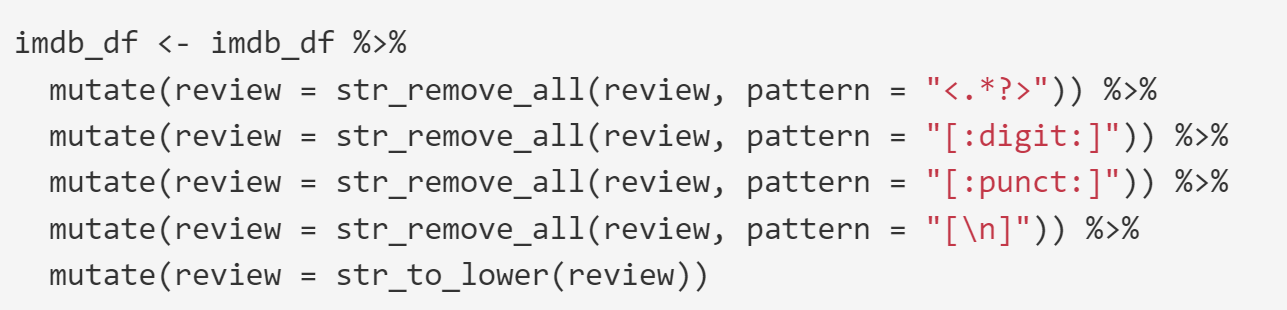 imdb_df <- imdb_df %>%
  mutate(review = str_remove_all(review, pattern = "<.*?>")) %>%
  mutate(review = str_remove_all(review, pattern = "[:digit:]")) %>%
  mutate(review = str_remove_all(review, pattern = "[:punct:]")) %>%
  mutate(review = str_remove_all(review, pattern = "[\n]")) %>%
  mutate(review = str_to_lower(review))